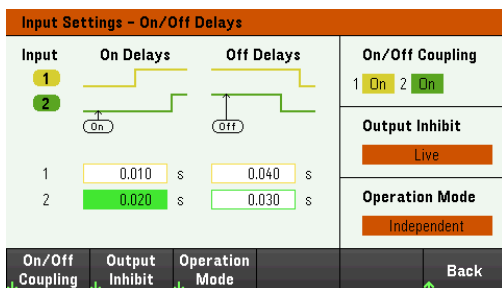 Input Settings - On/Off Delays
Input On Delays Off Delays
1
2
On Off
1 0.010 s 0.040 s
2 0.020 s 0.030 s
On/Off Coupling
1 On 2 On
Output Inhibit
Live
Operation Mode
Independent
On/Off Coupling
Output Inhibit
Operation Mode
Back